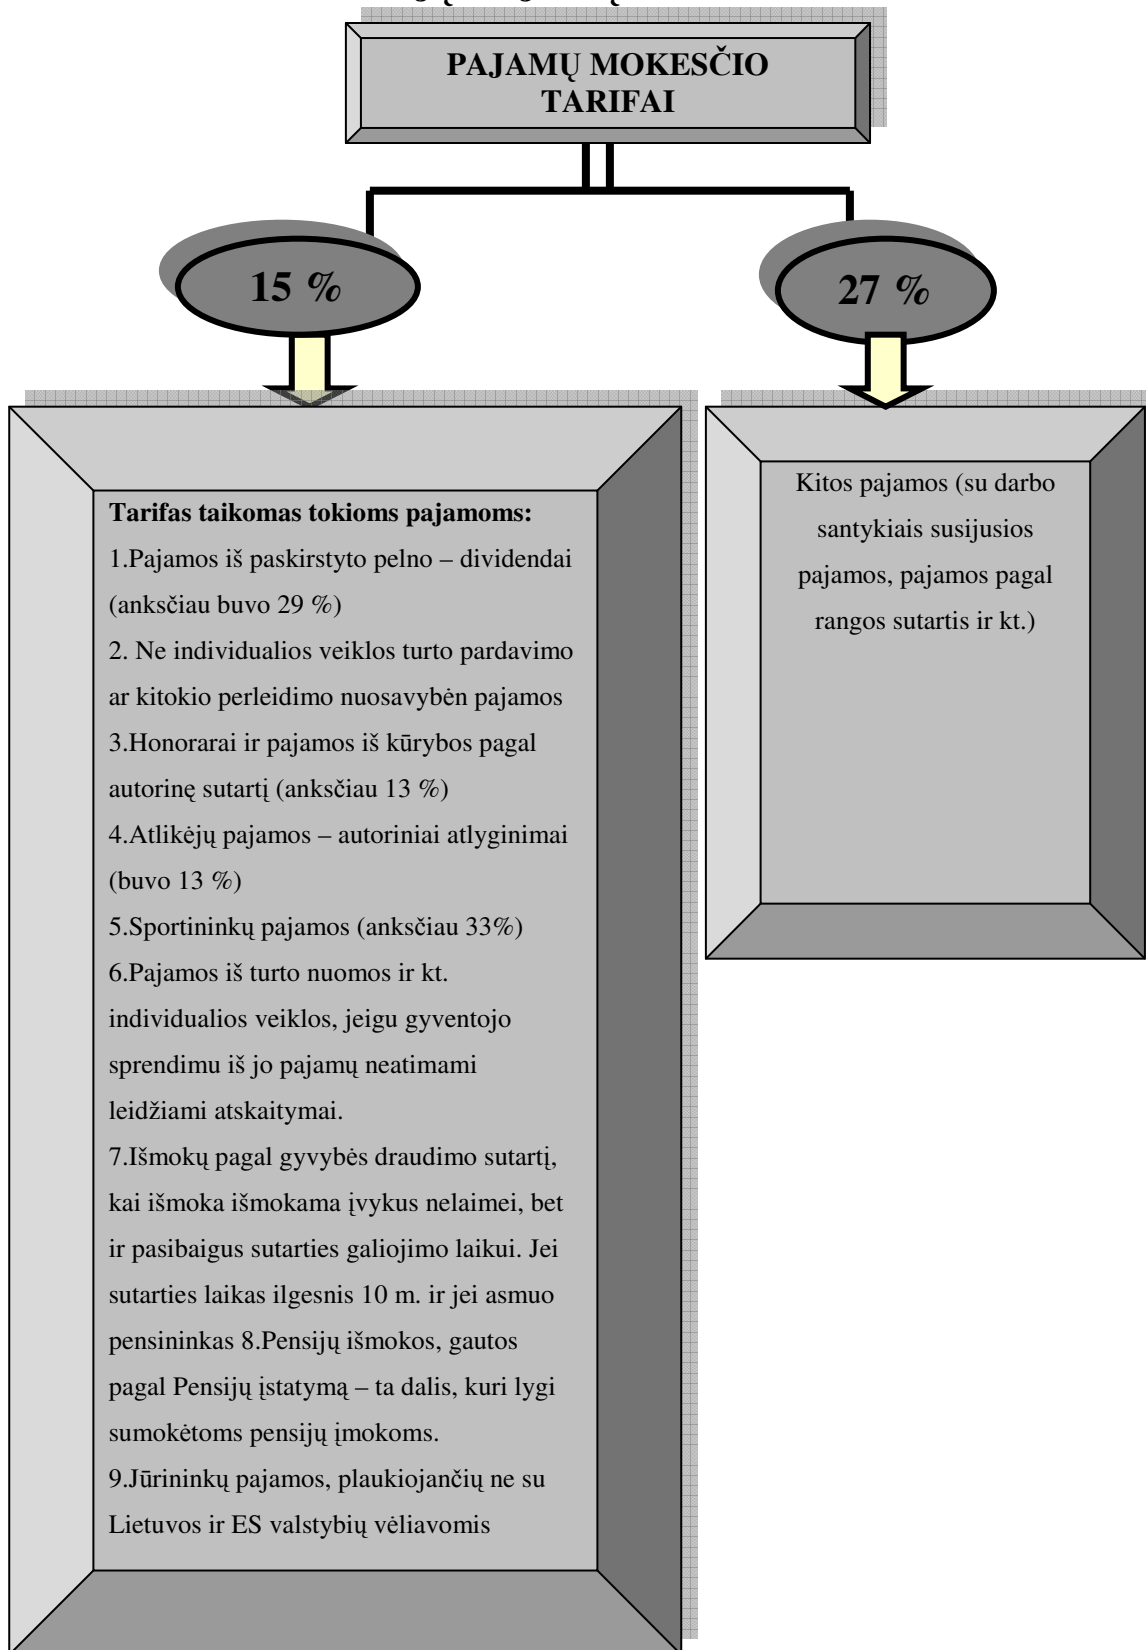 PAJAMŲ MOKESČIO
TARIFAI
15 %
27 %
Tarifas taikomas tokioms pajamoms:
1.Pajamos iš paskirstyto pelno – dividendai
(anksčiau buvo 29 %)
2. Ne individualios veiklos turto pardavimo
ar kitokio perleidimo nuosavybėn pajamos
3.Honorarai ir pajamos iš kūrybos pagal
autorinę sutartį (anksčiau 13 %)
4.Atlikėjų pajamos – autoriniai atlyginimai
(buvo 13 %)
5.Sportininkų pajamos (anksčiau 33%)
6.Pajamos iš turto nuomos ir kt.
individualios veiklos, jeigu gyventojo
sprendimu iš jo pajamų neatimami
leidžiami atskaitymai.
7.Išmokų pagal gyvybės draudimo sutartį,
kai išmoka išmokama įvykus nelaimei, bet
ir pasibaigus sutarties galiojimo laikui. Jei
sutarties laikas ilgesnis 10 m. ir jei asmuo
pensininkas 8.Pensijų išmokos, gautos
pagal Pensijų įstatymą – ta dalis, kuri lygi
sumokėtoms pensijų įmokoms.
9.Jūrininkų pajamos, plaukiojančių ne su
Lietuvos ir ES valstybių vėliavomis
Kitos pajamos (su darbo
santykiais susijusios
pajamos, pajamos pagal
rangos sutartis ir kt.)